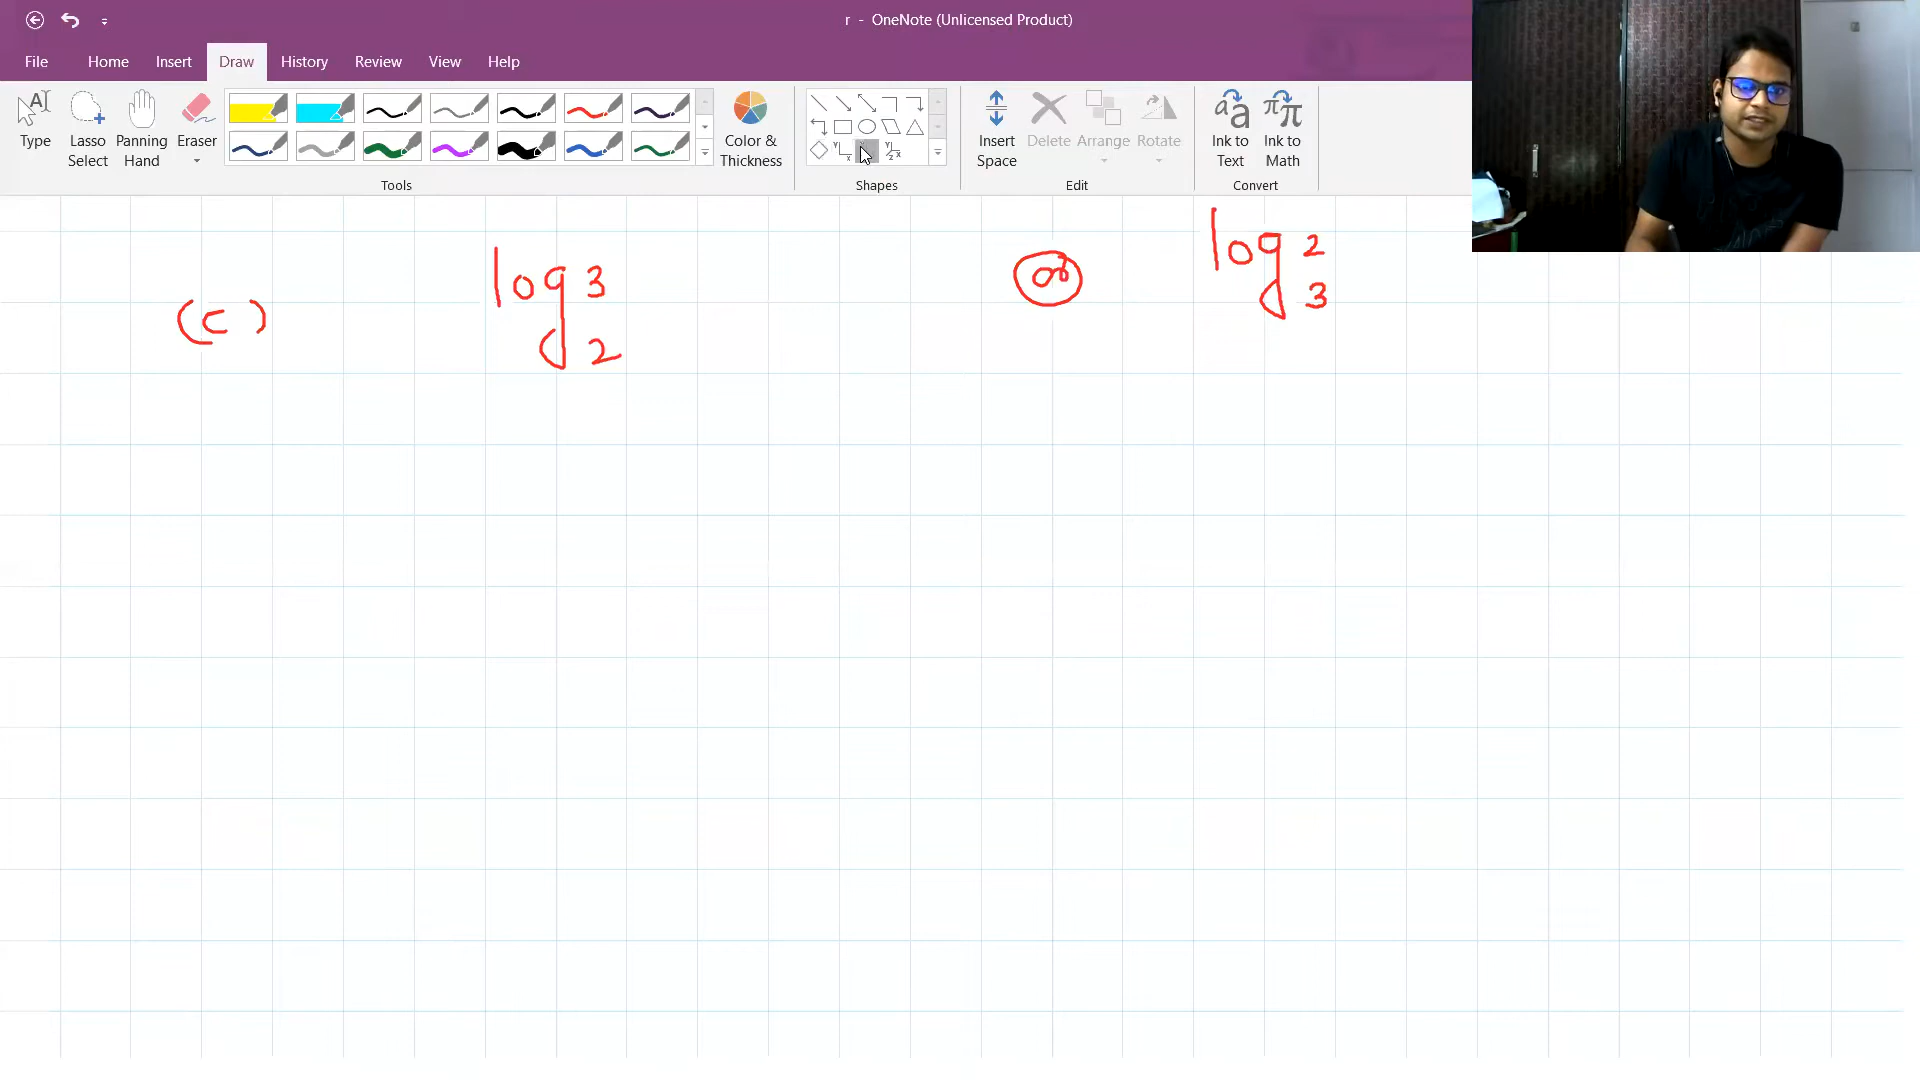 r - OneNote (Unlicensed Product)
File Home Insert Draw History Review View Help
Type
Lasso Select
Panning Hand
Eraser
Color & Thickness
Insert Space
Delete
Arrange
Rotate
Ink to Text
Ink to Math
Tools
Shapes
Edit
Convert
(c) log 3 2 or log 2 3